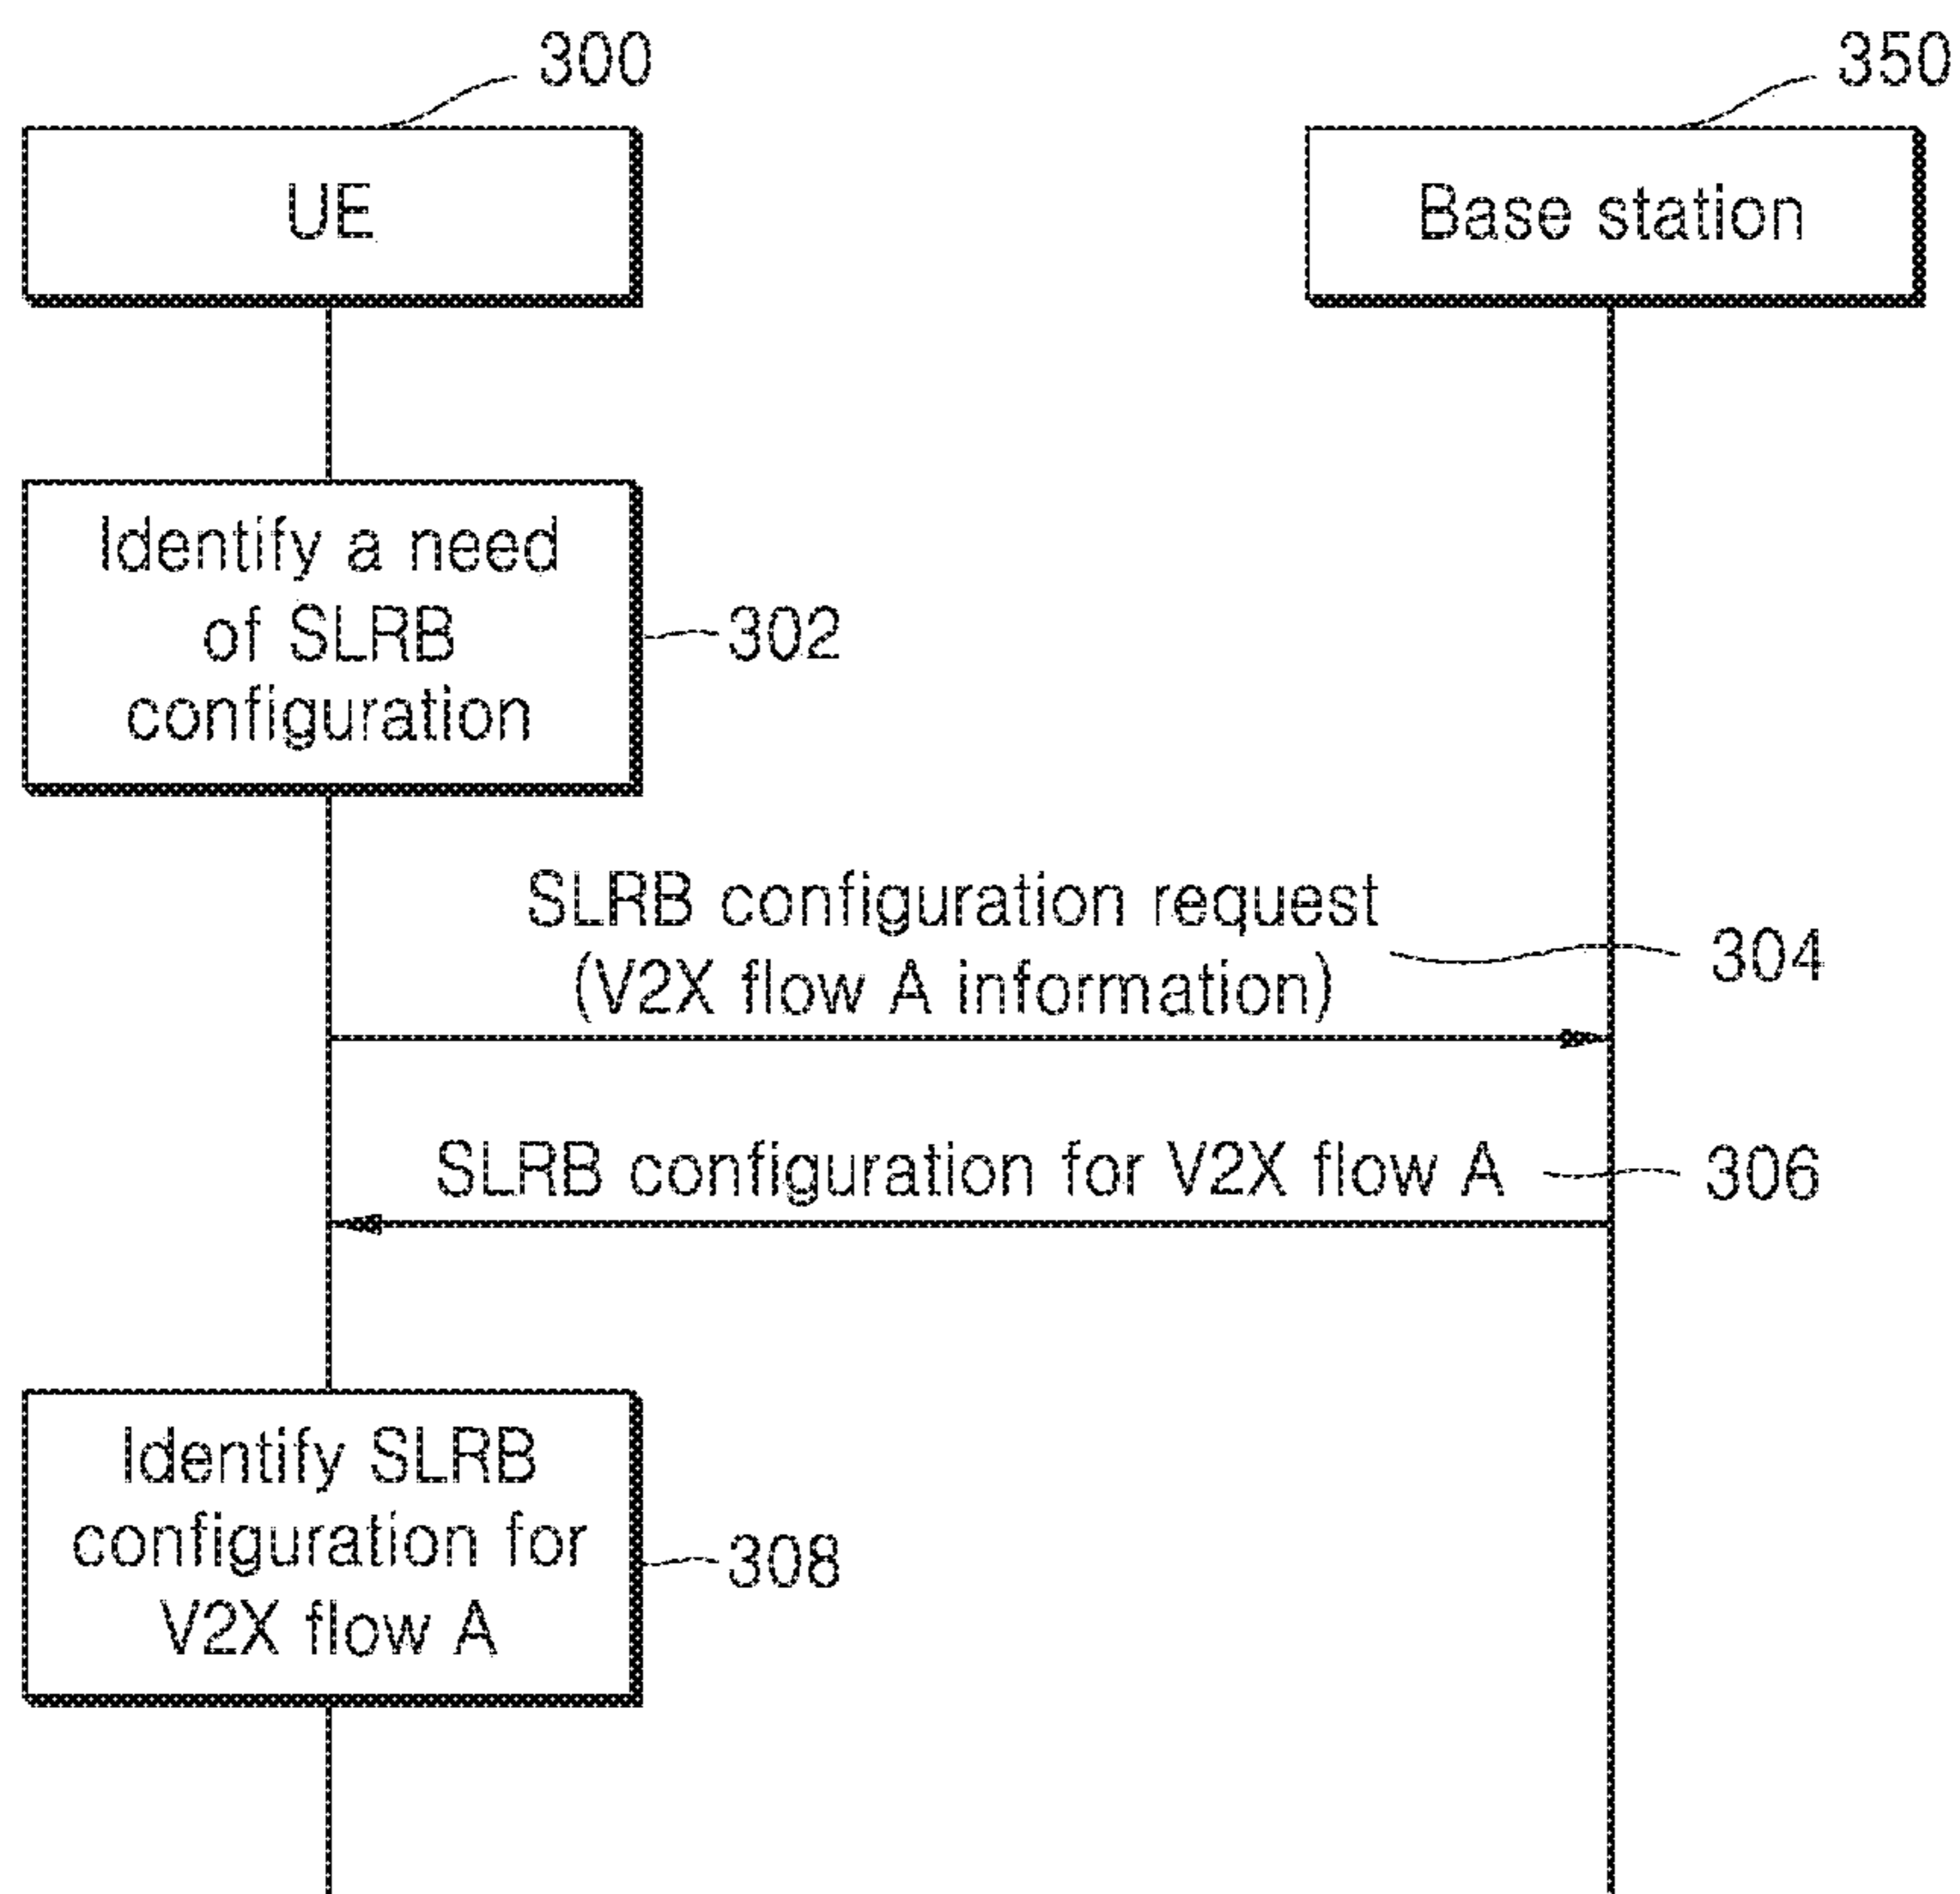 300
350
UE
Base station
Identify a need
of SLRB
configuration
302
SLRB configuration request
(V2X flow A information)
304
SLRB configuration for V2X flow A
306
Identify SLRB
configuration for
V2X flow A
308